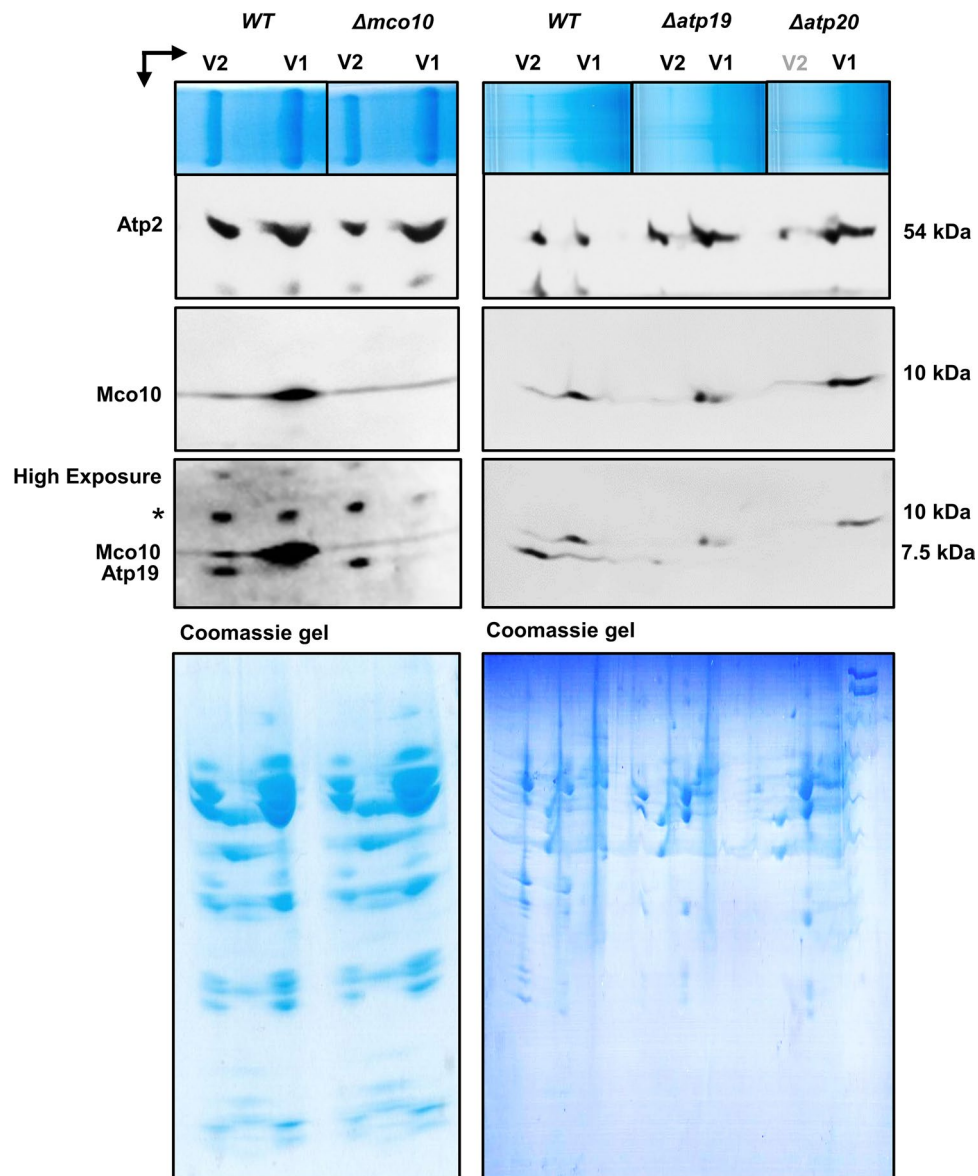 WT Δmco10 WT Δatp19 Δatp20
V2 V1 V2 V1 V2 V1 V2 V1 V2 V1
Atp2
54 kDa
Mco10
10 kDa
High Exposure
*
Mco10
Atp19
10 kDa
7.5 kDa
Coomassie gel
Coomassie gel